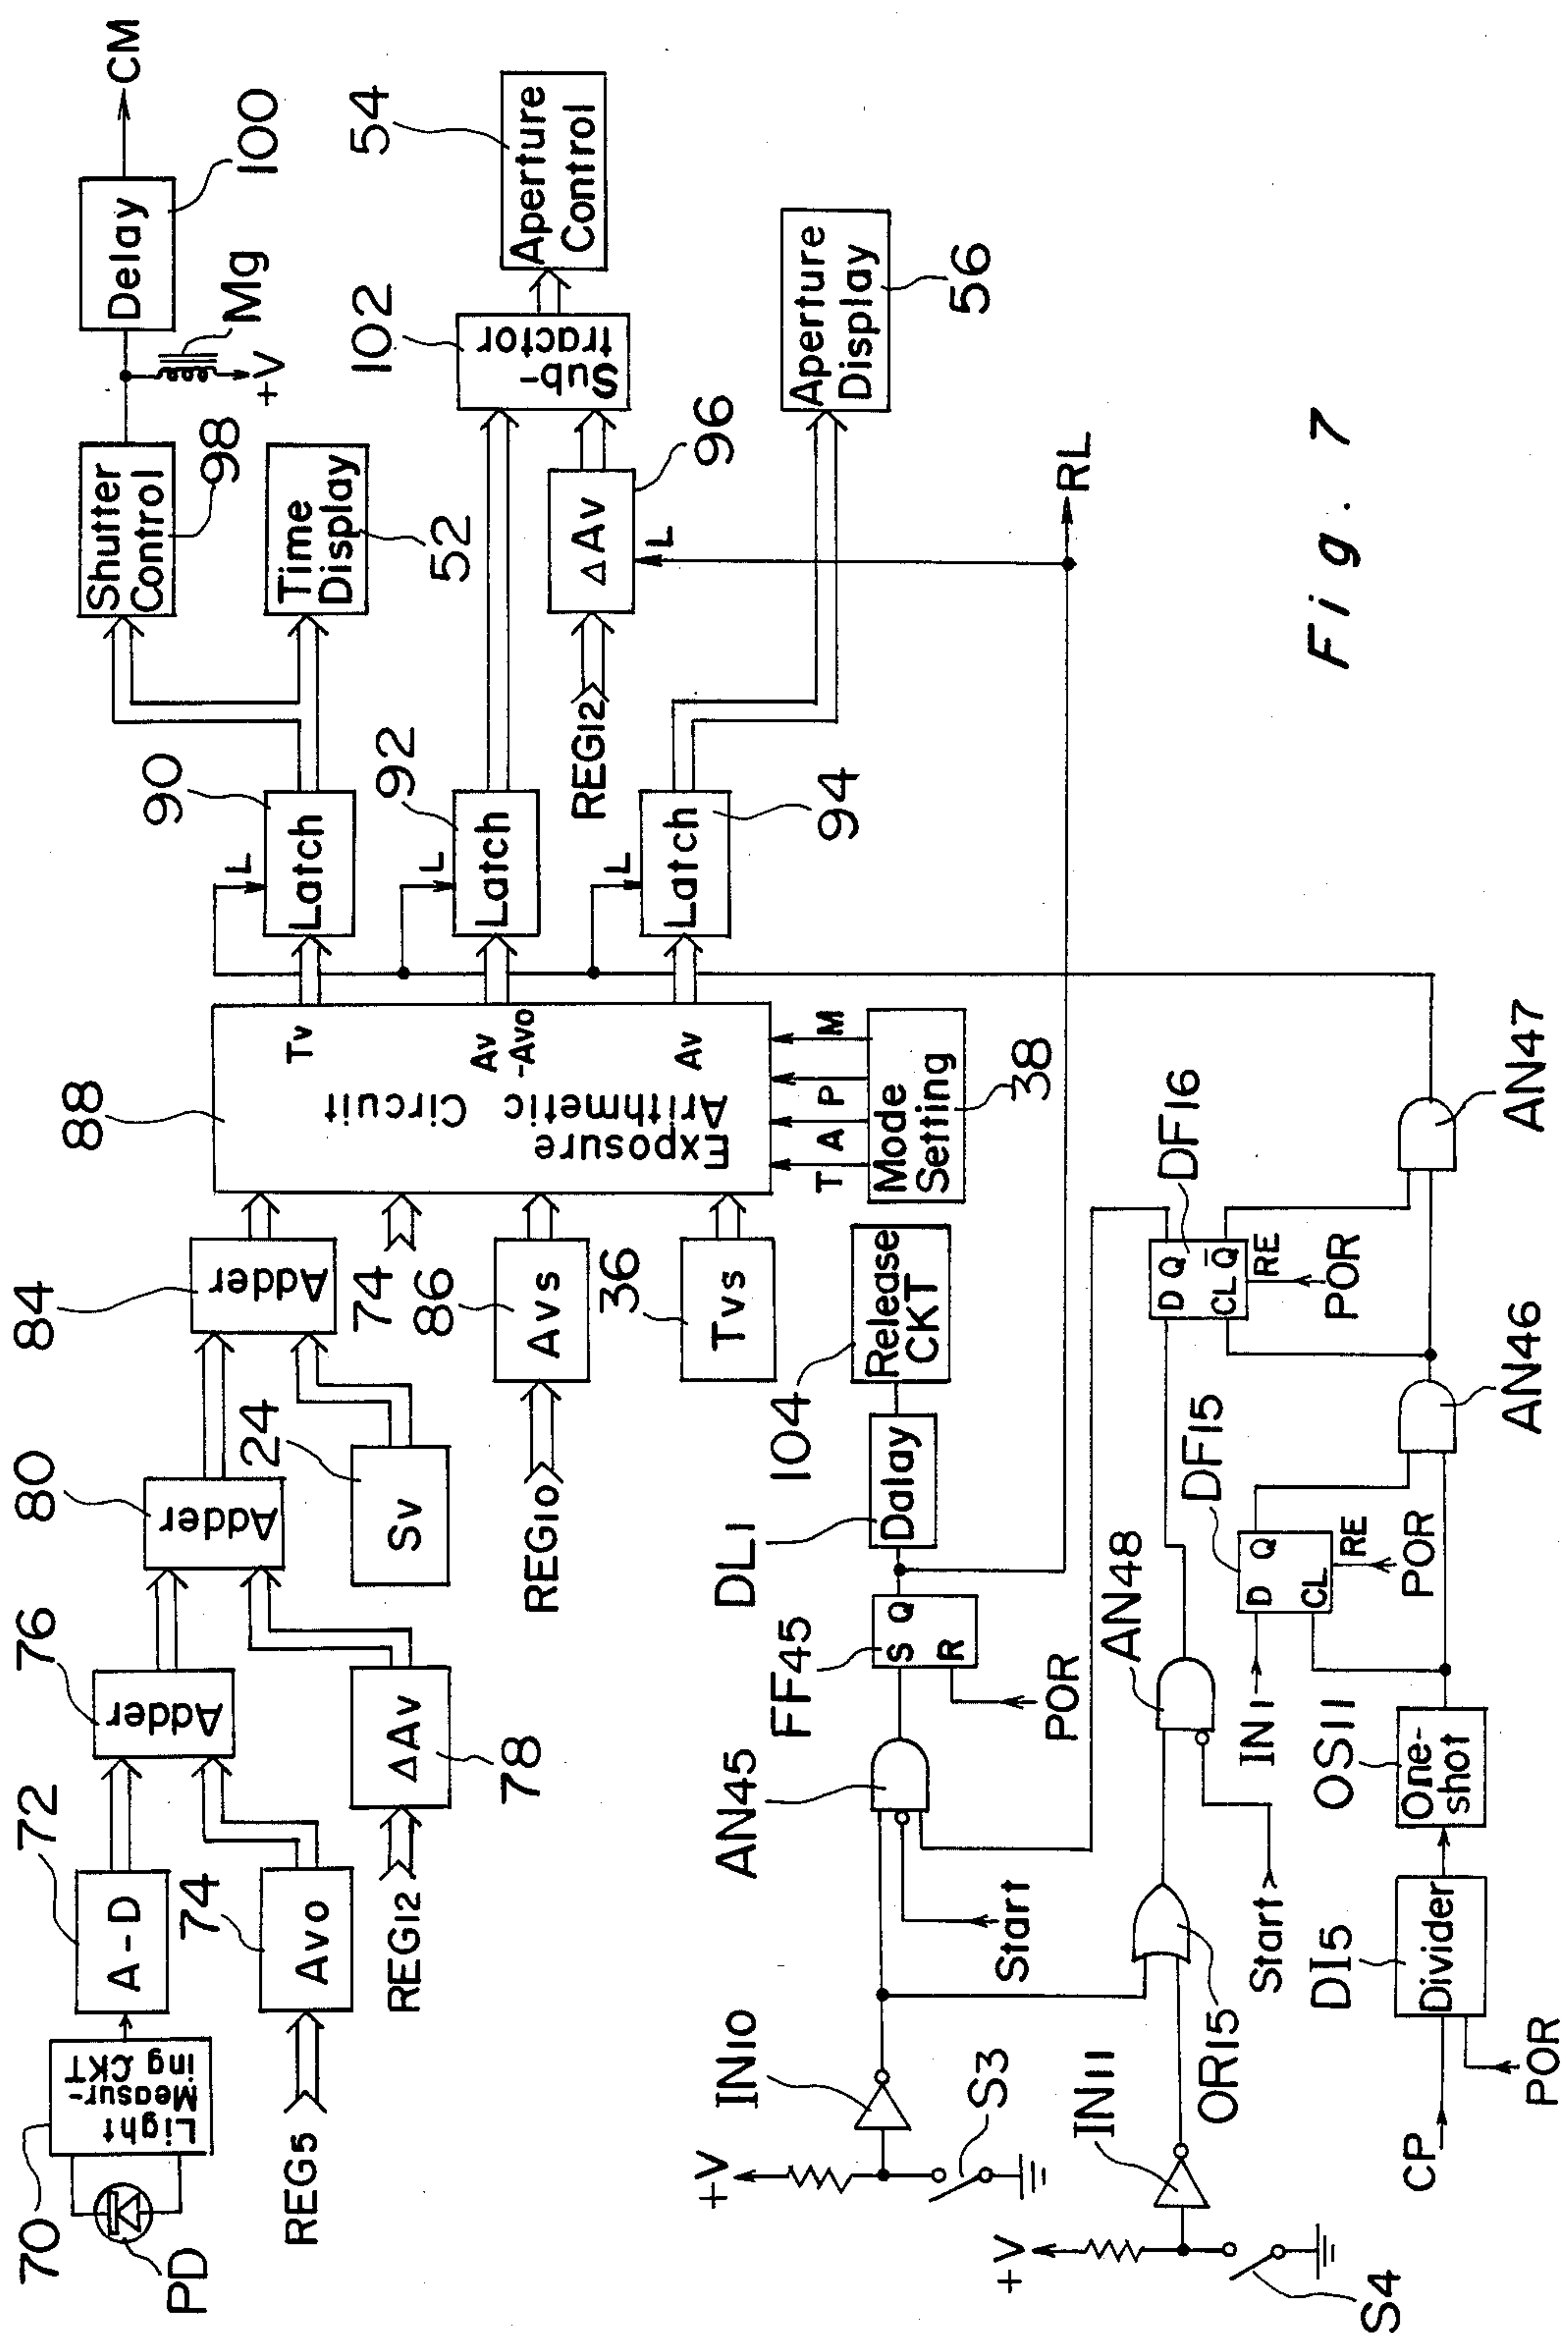 CM
100
Delay
Mg
+V
54
Aperture
Control
102
Sub-
tractor
Aperture
Display
56
Shutter
Control
98
Time
Display
52
96
ΔAv
L
REG12
RL
90
L
Latch
92
L
Latch
L
Latch
94
88
Tv
Av
-Avo
Av
Exposure
Arithmetic Circuit
T A P M
Mode
Setting
38
84
Adder
74
86
Avs
REG10
36
Tvs
80
Adder
24
Sv
76
Adder
ΔAv
78
REG12
72
A-D
74
Avo
REG5
70
Light
Measur-
ing CKT
PD
104
Release
CKT
DL1
Dalay
FF45
S Q
R
POR
AN45
Start
IN10
+V
S3
IN11
+V
S4
OR15
AN48
Start
DF16
D Q
CL Q̅
RE
POR
AN47
DF15
D Q
CL
RE
POR
IN1
AN46
OS11
One-
shot
DI5
Divider
CP
POR
Fig. 7